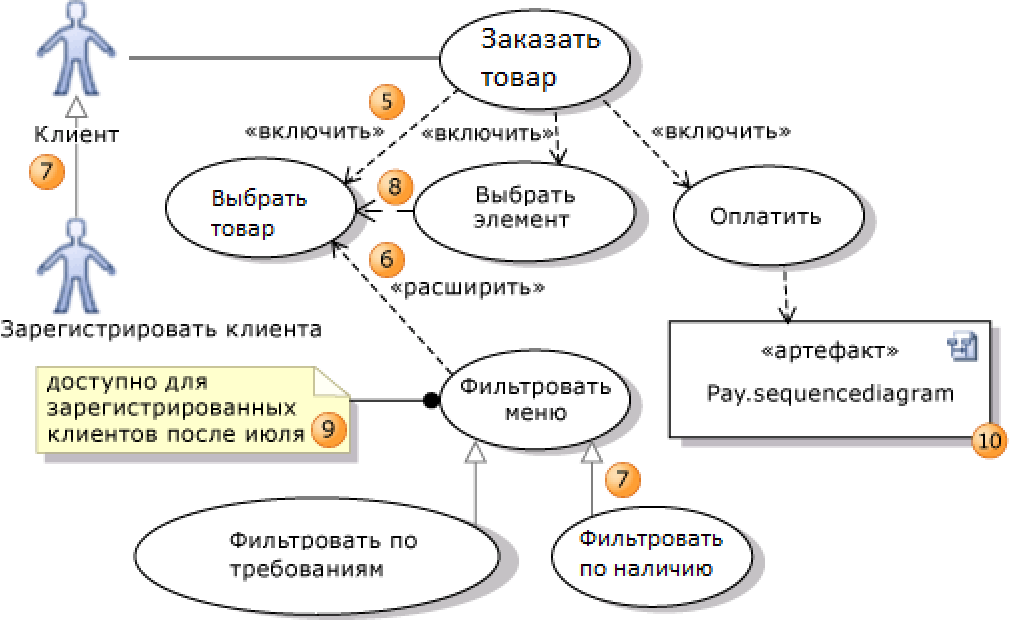 Заказать
товар
5
Клиент
«включить»
«включить»
«включить»
7
8
Выбрать
товар
Выбрать
элемент
Оплатить
6
«расширить»
Зарегистрировать клиента
«артефакт»
Pay.sequencediagram
10
доступно для
зарегистрированных
клиентов после июля
9
Фильтровать
меню
7
Фильтровать по
требованиям
Фильтровать
по наличию